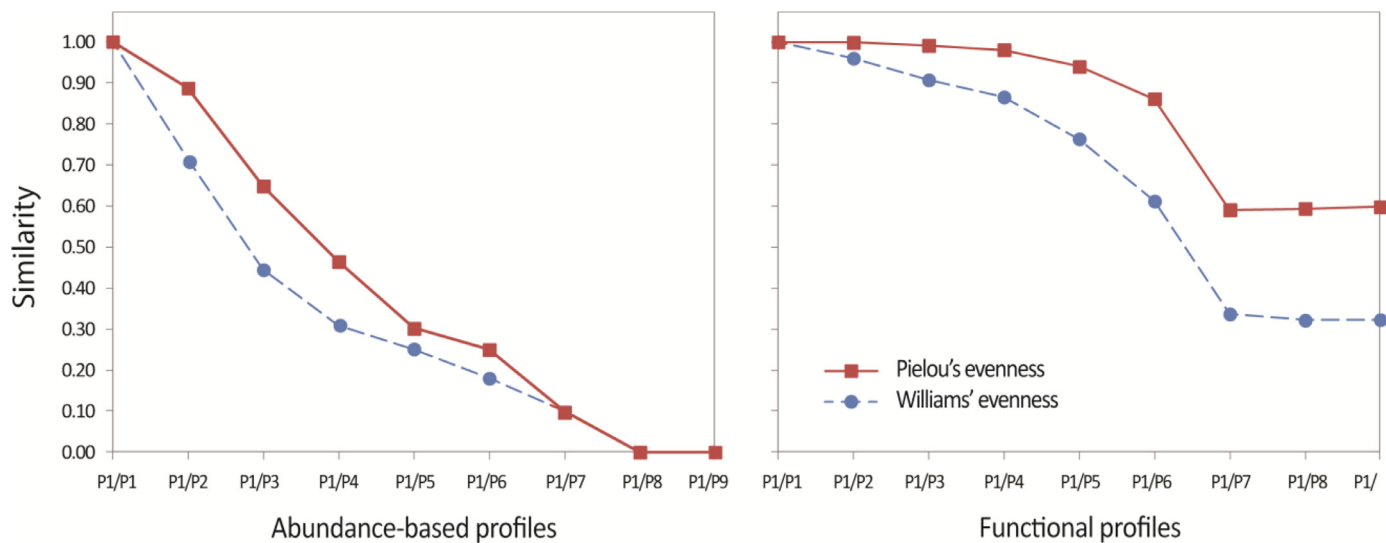 Similarity
1.00
0.90
0.80
0.70
0.60
0.50
0.40
0.30
0.20
0.10
0.00
P1/P1 P1/P2 P1/P3 P1/P4 P1/P5 P1/P6 P1/P7 P1/P8 P1/P9
Abundance-based profiles
Pielou's evenness
Williams' evenness
P1/P1 P1/P2 P1/P3 P1/P4 P1/P5 P1/P6 P1/P7 P1/P8 P1/
Functional profiles